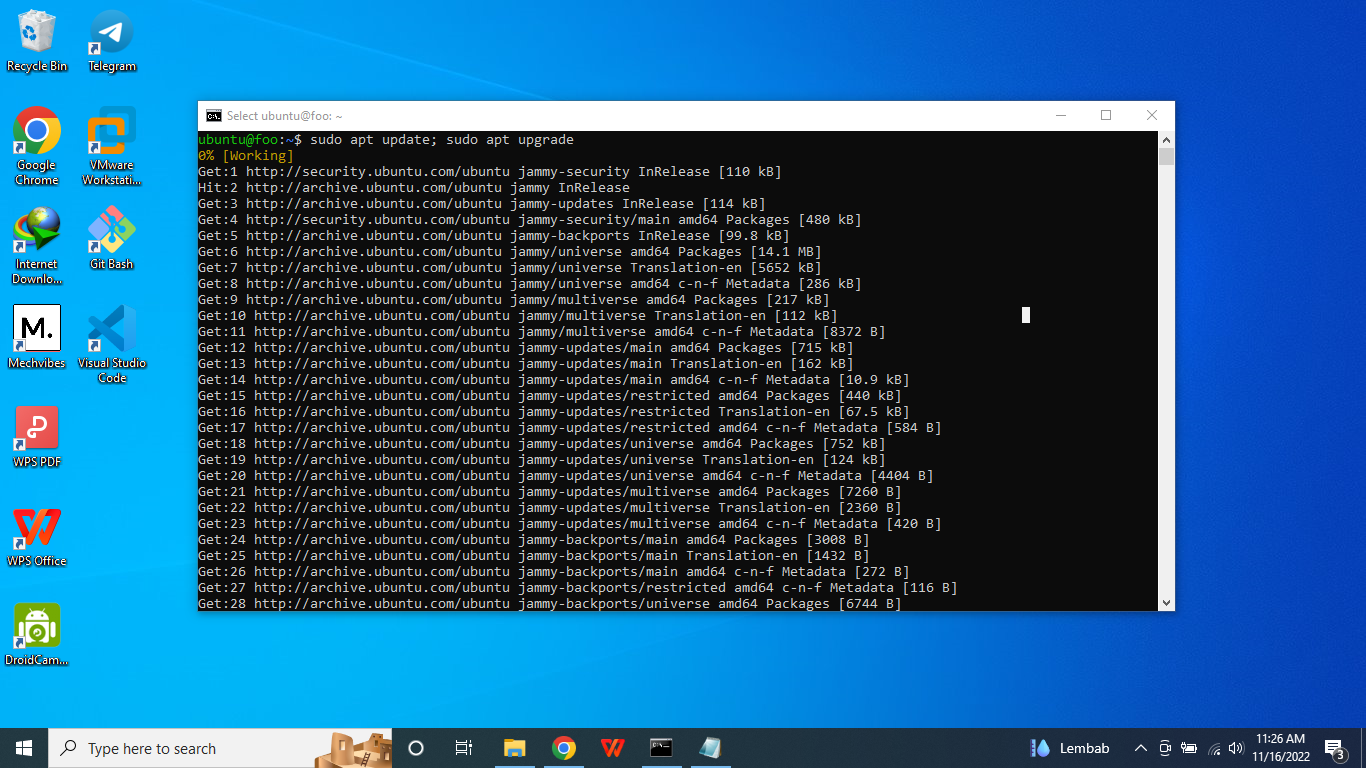 Recycle Bin
Telegram
Google Chrome
VMware Workstati...
Internet Downlo...
Git Bash
M.
Mechvibes
Visual Studio Code
WPS PDF
WPS Office
DroidCam...
Select ubuntu@foo: ~
ubuntu@foo:~$ sudo apt update; sudo apt upgrade
0% [Working]
Get:1 http://security.ubuntu.com/ubuntu jammy-security InRelease [110 kB]
Hit:2 http://archive.ubuntu.com/ubuntu jammy InRelease
Get:3 http://archive.ubuntu.com/ubuntu jammy-updates InRelease [114 kB]
Get:4 http://security.ubuntu.com/ubuntu jammy-security/main amd64 Packages [480 kB]
Get:5 http://archive.ubuntu.com/ubuntu jammy-backports InRelease [99.8 kB]
Get:6 http://archive.ubuntu.com/ubuntu jammy/universe amd64 Packages [14.1 MB]
Get:7 http://archive.ubuntu.com/ubuntu jammy/universe Translation-en [5652 kB]
Get:8 http://archive.ubuntu.com/ubuntu jammy/universe amd64 c-n-f Metadata [286 kB]
Get:9 http://archive.ubuntu.com/ubuntu jammy/multiverse amd64 Packages [217 kB]
Get:10 http://archive.ubuntu.com/ubuntu jammy/multiverse Translation-en [112 kB]
Get:11 http://archive.ubuntu.com/ubuntu jammy/multiverse amd64 c-n-f Metadata [8372 B]
Get:12 http://archive.ubuntu.com/ubuntu jammy-updates/main amd64 Packages [715 kB]
Get:13 http://archive.ubuntu.com/ubuntu jammy-updates/main Translation-en [162 kB]
Get:14 http://archive.ubuntu.com/ubuntu jammy-updates/main amd64 c-n-f Metadata [10.9 kB]
Get:15 http://archive.ubuntu.com/ubuntu jammy-updates/restricted amd64 Packages [440 kB]
Get:16 http://archive.ubuntu.com/ubuntu jammy-updates/restricted Translation-en [67.5 kB]
Get:17 http://archive.ubuntu.com/ubuntu jammy-updates/restricted amd64 c-n-f Metadata [584 B]
Get:18 http://archive.ubuntu.com/ubuntu jammy-updates/universe amd64 Packages [752 kB]
Get:19 http://archive.ubuntu.com/ubuntu jammy-updates/universe Translation-en [124 kB]
Get:20 http://archive.ubuntu.com/ubuntu jammy-updates/universe amd64 c-n-f Metadata [4404 B]
Get:21 http://archive.ubuntu.com/ubuntu jammy-updates/multiverse amd64 Packages [7260 B]
Get:22 http://archive.ubuntu.com/ubuntu jammy-updates/multiverse Translation-en [2360 B]
Get:23 http://archive.ubuntu.com/ubuntu jammy-updates/multiverse amd64 c-n-f Metadata [420 B]
Get:24 http://archive.ubuntu.com/ubuntu jammy-backports/main amd64 Packages [3008 B]
Get:25 http://archive.ubuntu.com/ubuntu jammy-backports/main Translation-en [1432 B]
Get:26 http://archive.ubuntu.com/ubuntu jammy-backports/main amd64 c-n-f Metadata [272 B]
Get:27 http://archive.ubuntu.com/ubuntu jammy-backports/restricted amd64 c-n-f Metadata [116 B]
Get:28 http://archive.ubuntu.com/ubuntu jammy-backports/universe amd64 Packages [6744 B]
Type here to search
Lembab
11:26 AM
11/16/2022
3